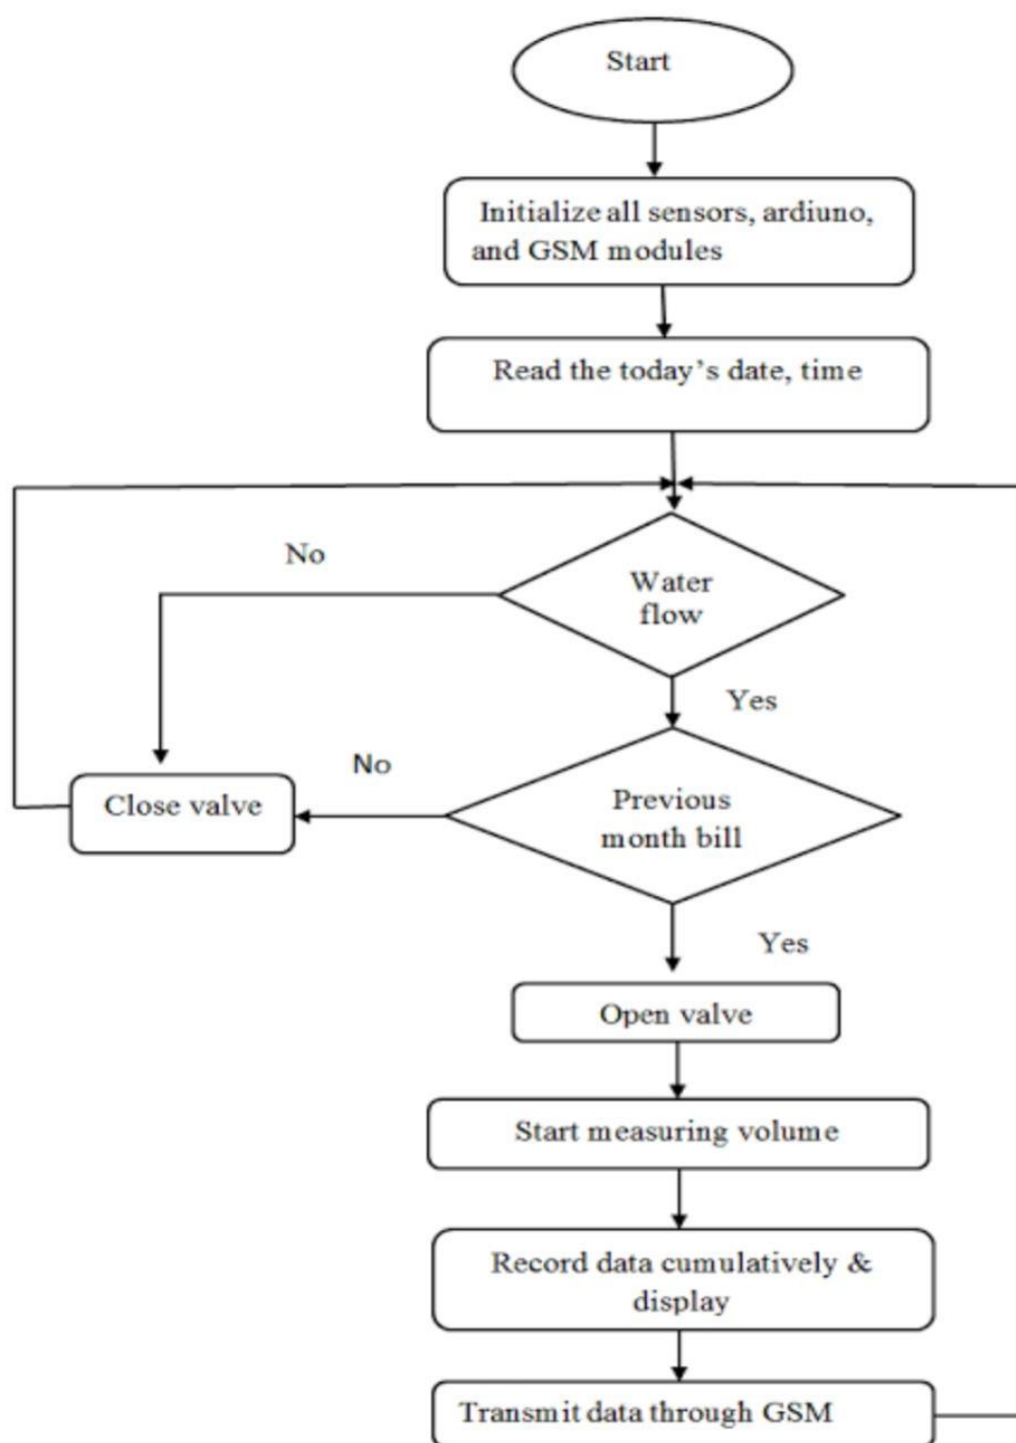 Start
Initialize all sensors, ardiuno,
and GSM modules
Read the today's date, time
No
Water
flow
Yes
No
Close valve
Previous
month bill
Yes
Open valve
Start measuring volume
Record data cumulatively &
display
Transmit data through GSM